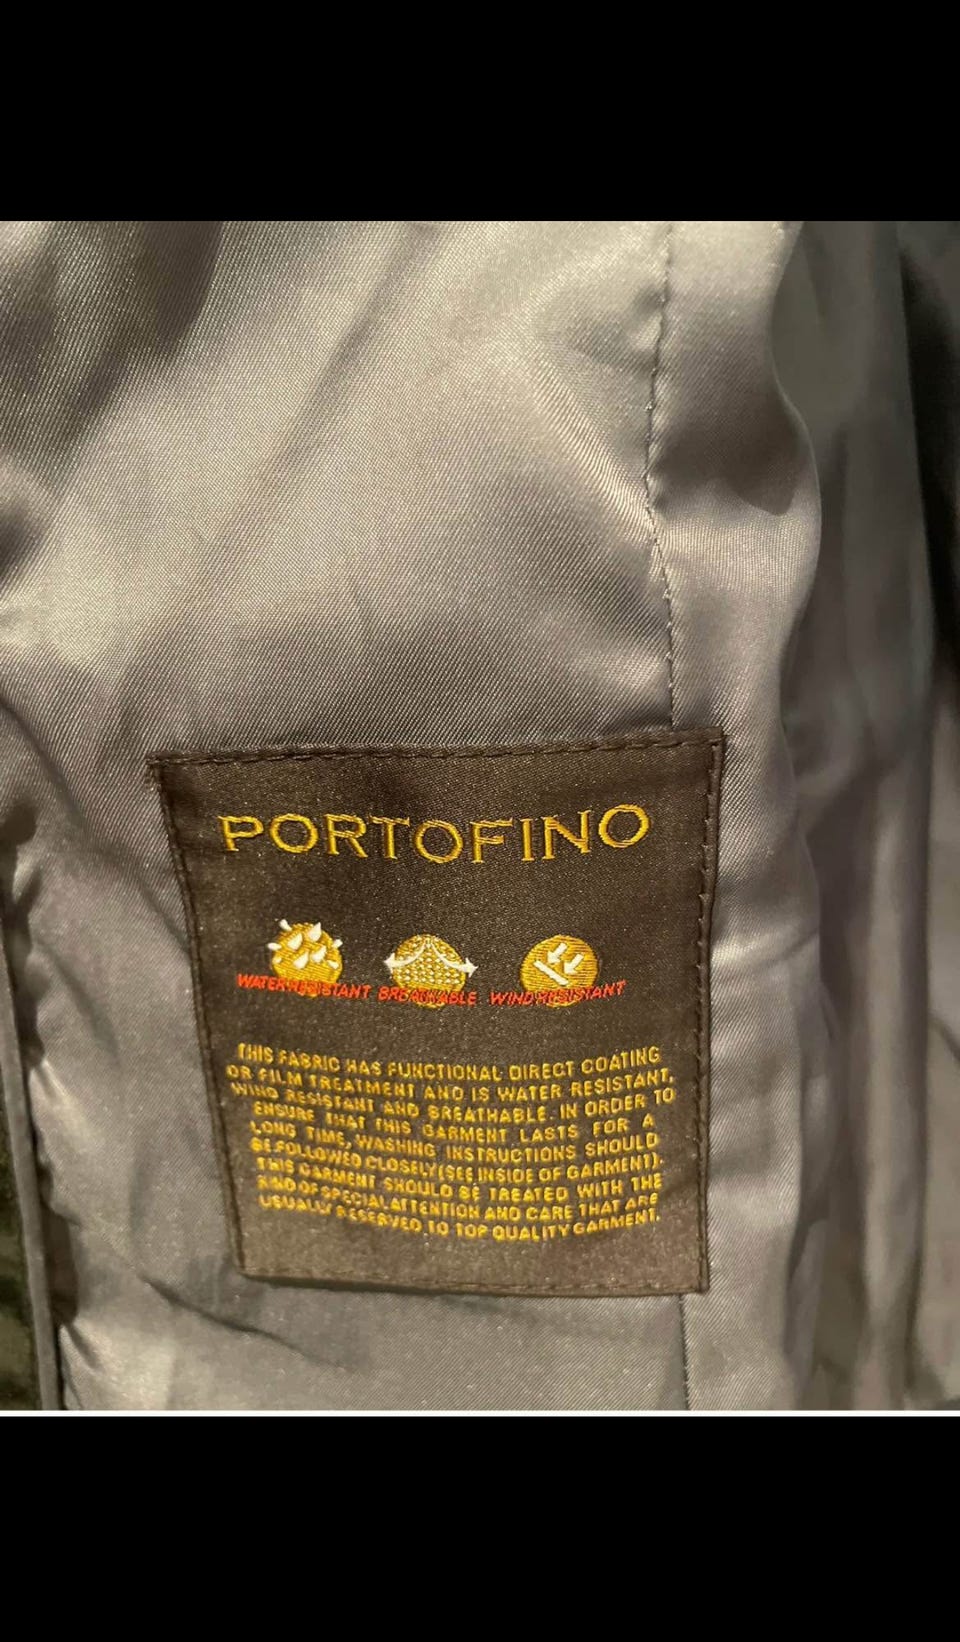 PORTOFINO
WATER RESISTANT BREATHABLE WIND RESISTANT
THIS FABRIC HAS FUNCTIONAL DIRECT COATING
OR FILM TREATMENT AND IS WATER RESISTANT,
WIND RESISTANT AND BREATHABLE. IN ORDER TO
ENSURE THAT THIS GARMENT LASTS FOR A
LONG TIME, WASHING INSTRUCTIONS SHOULD
BE FOLLOWED CLOSELY (SEE INSIDE OF GARMENT).
THIS GARMENT SHOULD BE TREATED WITH THE
KIND OF SPECIAL ATTENTION AND CARE THAT ARE
USUALLY RESERVED TO TOP QUALITY GARMENT.